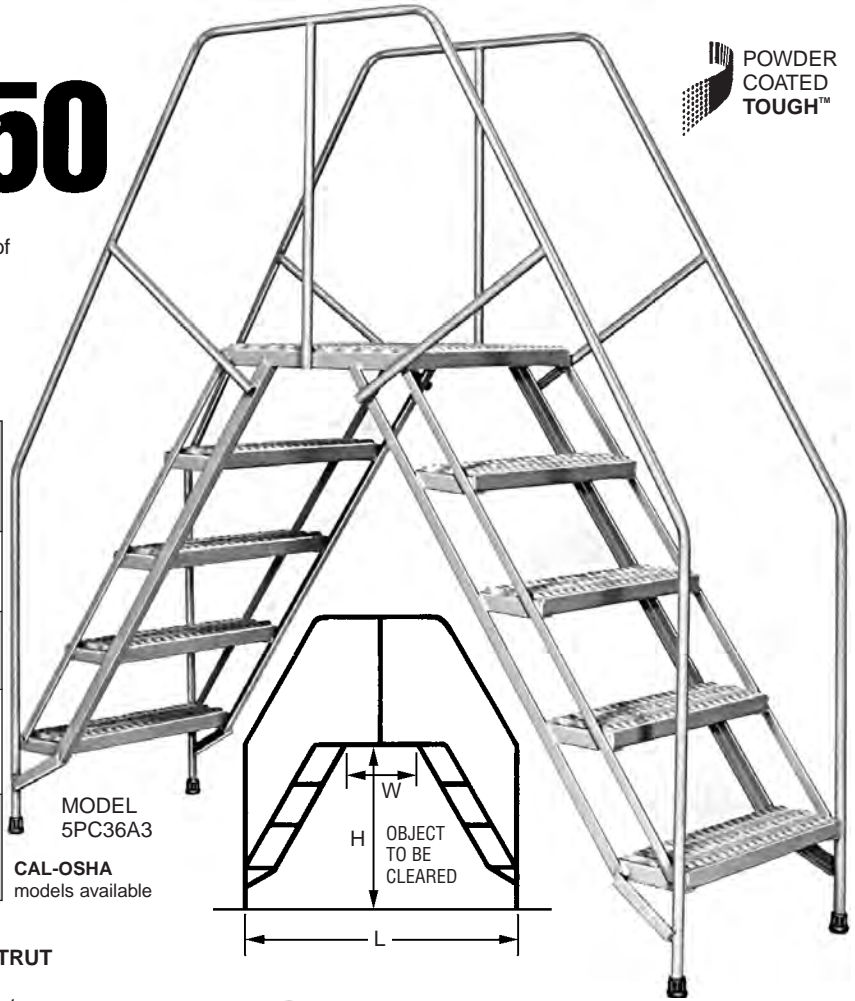 50
POWDER
COATED
TOUGH™
of
MODEL
5PC36A3
CAL-OSHA
models available
W
H
OBJECT
TO BE
CLEARED
L
TRUT